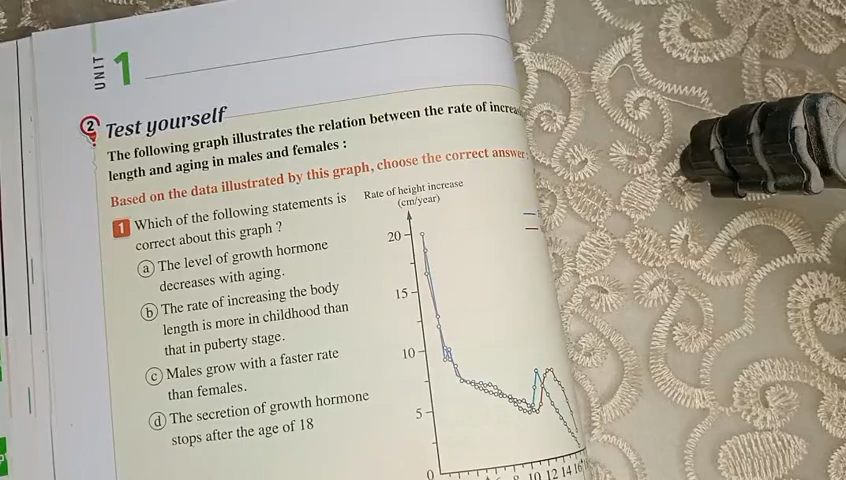 UNIT 1
2 Test yourself
The following graph illustrates the relation between the rate of
length and aging in males and females :
Based on the data illustrated by this graph, choose the correct answer
1 Which of the following statements is
correct about this graph ?
a The level of growth hormone
decreases with aging.
b The rate of increasing the body
length is more in childhood than
that in puberty stage.
c Males grow with a faster rate
than females.
d The secretion of growth hormone
stops after the age of 18
Rate of height increase
(cm/year)
20
15
10
5
0
8 10 12 14 16